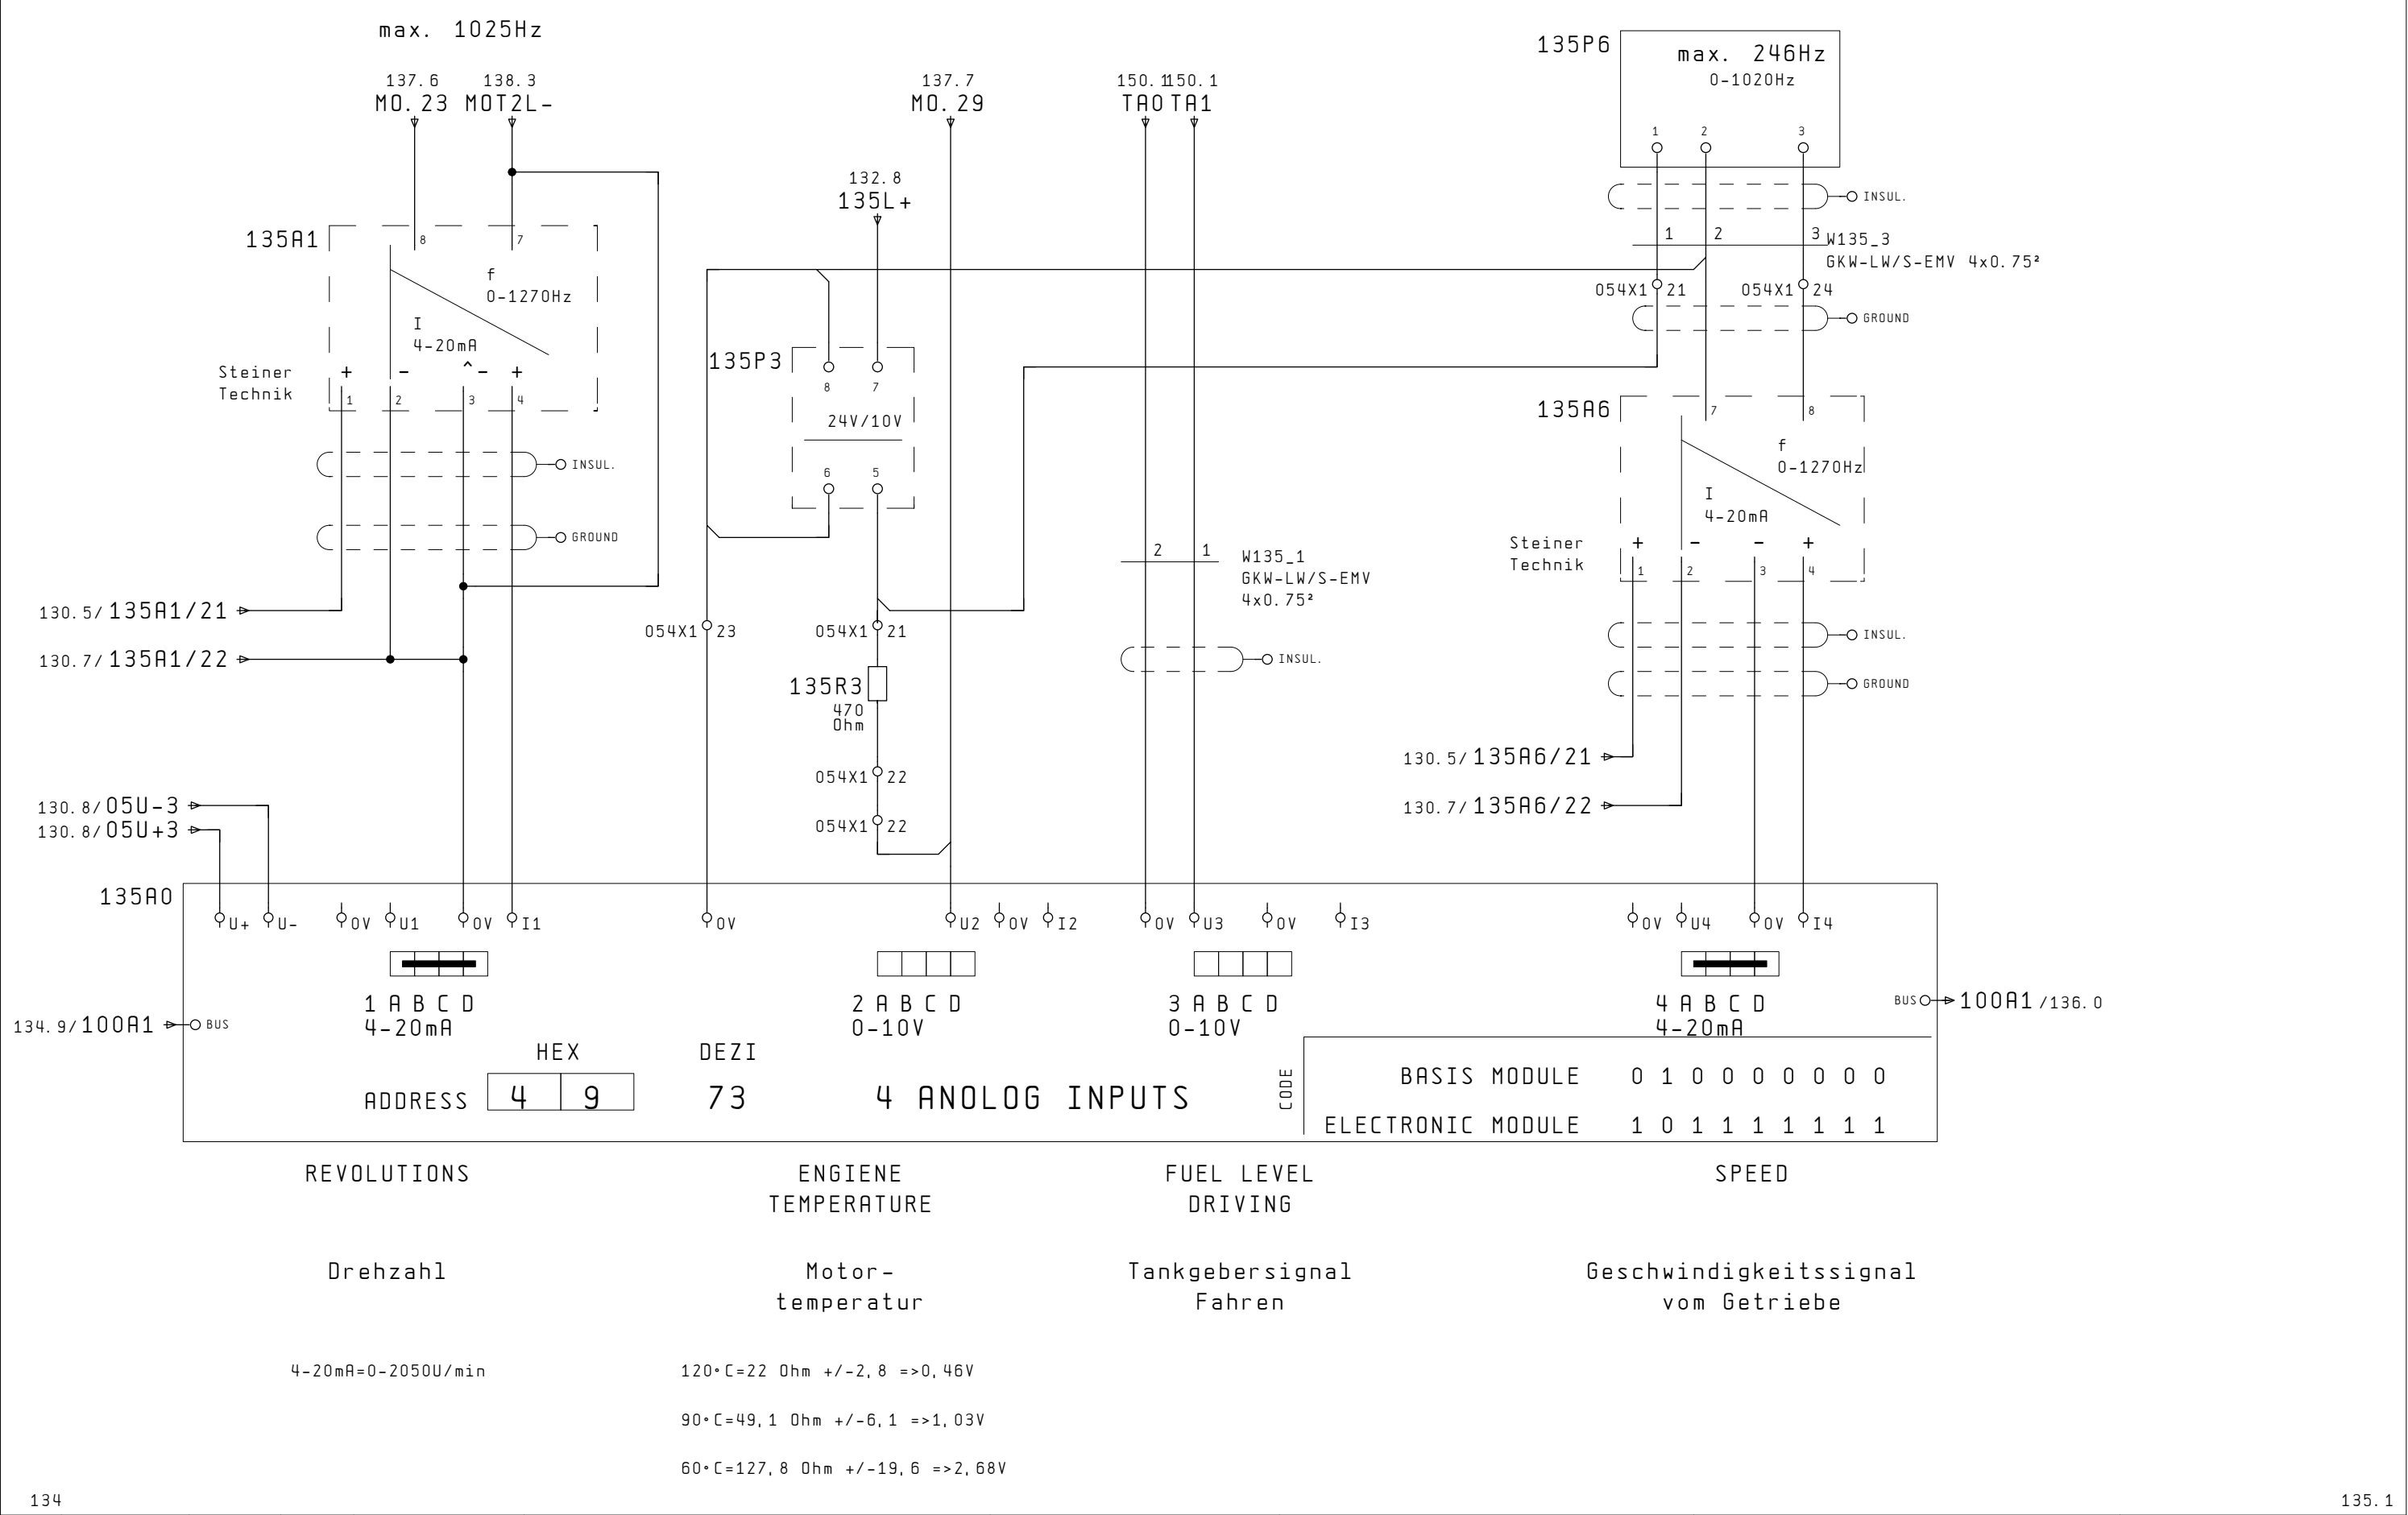 max. 1025Hz
137.6
MO.23
138.3
MOT2L-
137.7
MO.29
150.1
TA0
150.1
TA1
135P6
max. 246Hz
0-1020Hz
1
2
3
INSUL.
1
2
3
W135_3
GKW-LW/S-EMV 4x0.75²
054X1
21
054X1
24
GROUND
132.8
135L+
135A1
8
7
f
0-1270Hz
I
4-20mA
Steiner
Technik
+
-
^-
+
1
2
3
4
INSUL.
GROUND
135P3
8
7
24V/10V
6
5
135A6
7
8
f
0-1270Hz
I
4-20mA
Steiner
Technik
+
-
-
+
1
2
3
4
INSUL.
GROUND
2
1
W135_1
GKW-LW/S-EMV
4x0.75²
INSUL.
130.5/135A1/21
130.7/135A1/22
054X1
23
054X1
21
135R3
470
Ohm
054X1
22
054X1
22
130.5/135A6/21
130.7/135A6/22
130.8/05U-3
130.8/05U+3
135A0
U+
U-
0V
U1
0V
I1
0V
U2
0V
I2
0V
U3
0V
I3
0V
U4
0V
I4
1 A B C D
4-20mA
2 A B C D
0-10V
3 A B C D
0-10V
4 A B C D
4-20mA
134.9/100A1
BUS
BUS
100A1/136.0
HEX
DEZI
ADDRESS
4
9
73
4 ANOLOG INPUTS
CODE
BASIS MODULE
0 1 0 0 0 0 0 0 0
ELECTRONIC MODULE
1 0 1 1 1 1 1 1 1
REVOLUTIONS
ENGIENE
TEMPERATURE
FUEL LEVEL
DRIVING
SPEED
Drehzahl
Motor-
temperatur
Tankgebersignal
Fahren
Geschwindigkeitssignal
vom Getriebe
4-20mA=0-2050U/min
120°C=22 Ohm +/-2,8 =>0,46V
90°C=49,1 Ohm +/-6,1 =>1,03V
60°C=127,8 Ohm +/-19,6 =>2,68V
134
135.1